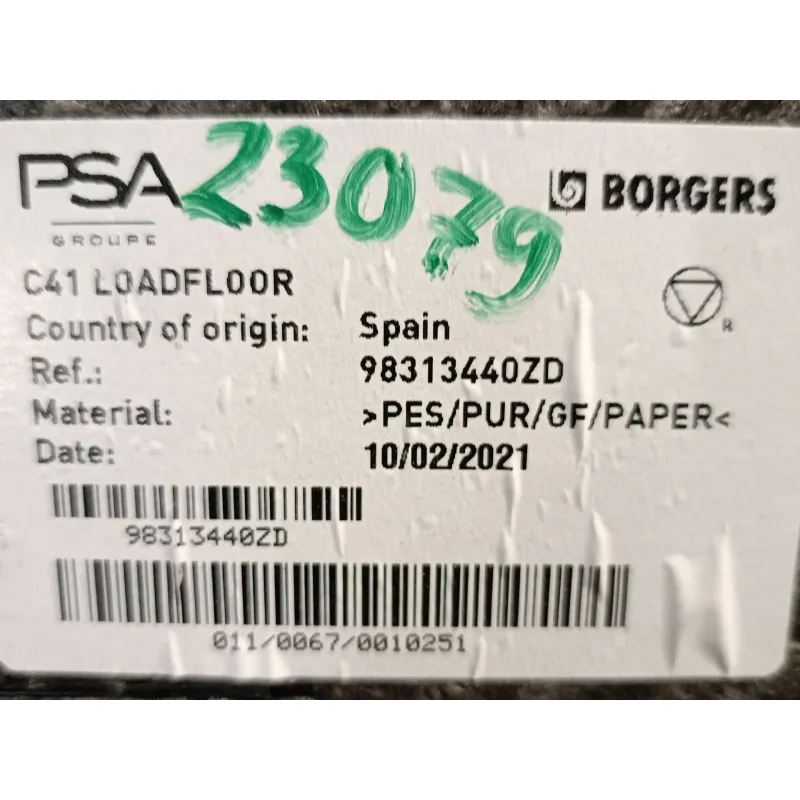 PSA
GROUPE
23079
BORGERS
C41 LOADFLOOR
R
Country of origin: Spain
Ref.: 98313440ZD
Material: >PES/PUR/GF/PAPER<
Date: 10/02/2021
98313440ZD
011/0067/0010251